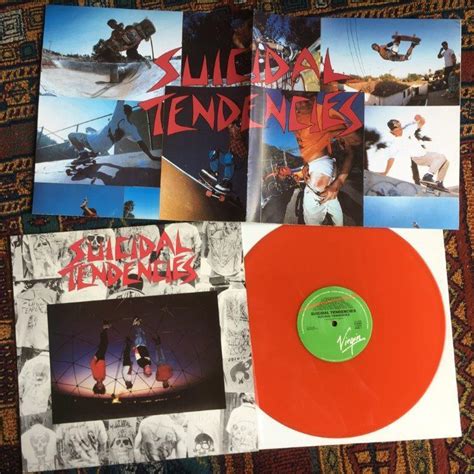 SUICIDAL
TENDENCIES
SUICIDAL
TENDENCIES
SUICIDAL TENDENCIES
Virgin